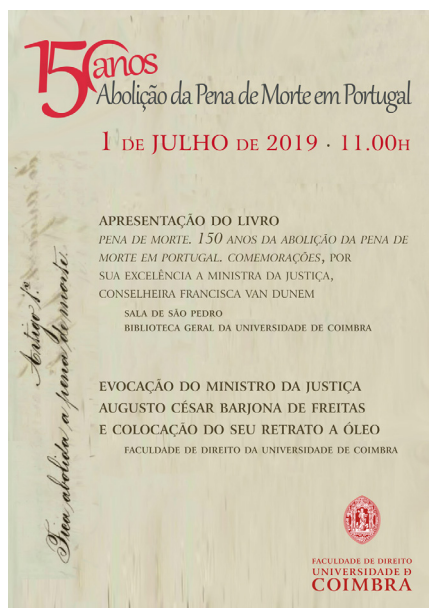 150 anos
Abolição da Pena de Morte em Portugal
1 DE JULHO DE 2019 · 11.00H
APRESENTAÇÃO DO LIVRO
PENA DE MORTE. 150 ANOS DA ABOLIÇÃO DA PENA DE
MORTE EM PORTUGAL. COMEMORAÇÕES, POR
SUA EXCELÊNCIA A MINISTRA DA JUSTIÇA,
CONSELHEIRA FRANCISCA VAN DUNEM
SALA DE SÃO PEDRO
BIBLIOTECA GERAL DA UNIVERSIDADE DE COIMBRA
EVOCAÇÃO DO MINISTRO DA JUSTIÇA
AUGUSTO CÉSAR BARJONA DE FREITAS
E COLOCAÇÃO DO SEU RETRATO A ÓLEO
FACULDADE DE DIREITO DA UNIVERSIDADE DE COIMBRA
Artigo 1.º
Fica abolida a pena de morte.
FACULDADE DE DIREITO
UNIVERSIDADE D
COIMBRA